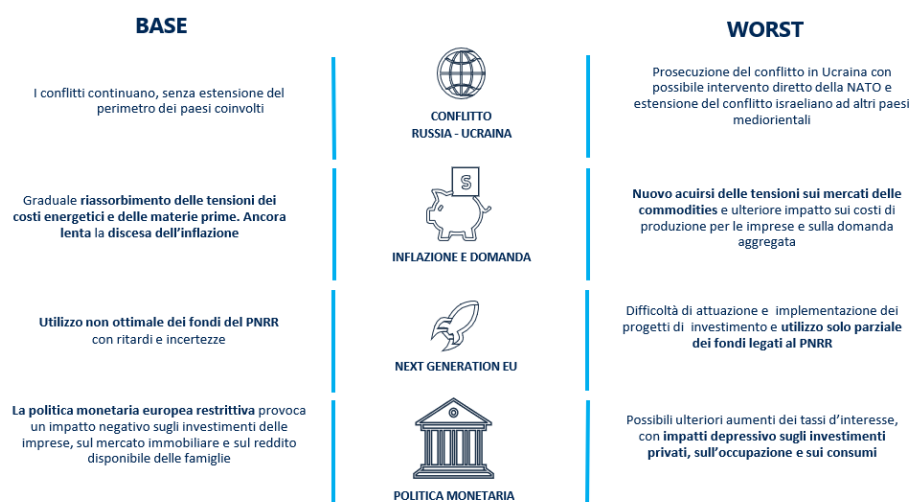 BASE
WORST
I conflitti continuano, senza estensione del
perimetro dei paesi coinvolti
CONFLITTO
RUSSIA - UCRAINA
Prosecuzione del conflitto in Ucraina con
possibile intervento diretto della NATO e
estensione del conflitto israeliano ad altri paesi
mediorientali
Graduale riassorbimento delle tensioni dei
costi energetici e delle materie prime. Ancora
lenta la discesa dell'inflazione
S
INFLAZIONE E DOMANDA
Nuovo acuirsi delle tensioni sui mercati delle
commodities e ulteriore impatto sui costi di
produzione per le imprese e sulla domanda
aggregata
Utilizzo non ottimale dei fondi del PNRR
con ritardi e incertezze
NEXT GENERATION EU
Difficoltà di attuazione e implementazione dei
progetti di investimento e utilizzo solo parziale
dei fondi legati al PNRR
La politica monetaria europea restrittiva provoca
un impatto negativo sugli investimenti delle
imprese, sul mercato immobiliare e sul reddito
disponibile delle famiglie
POLITICA MONETARIA
Possibili ulteriori aumenti dei tassi d'interesse,
con impatti depressivo sugli investimenti
privati, sull'occupazione e sui consumi